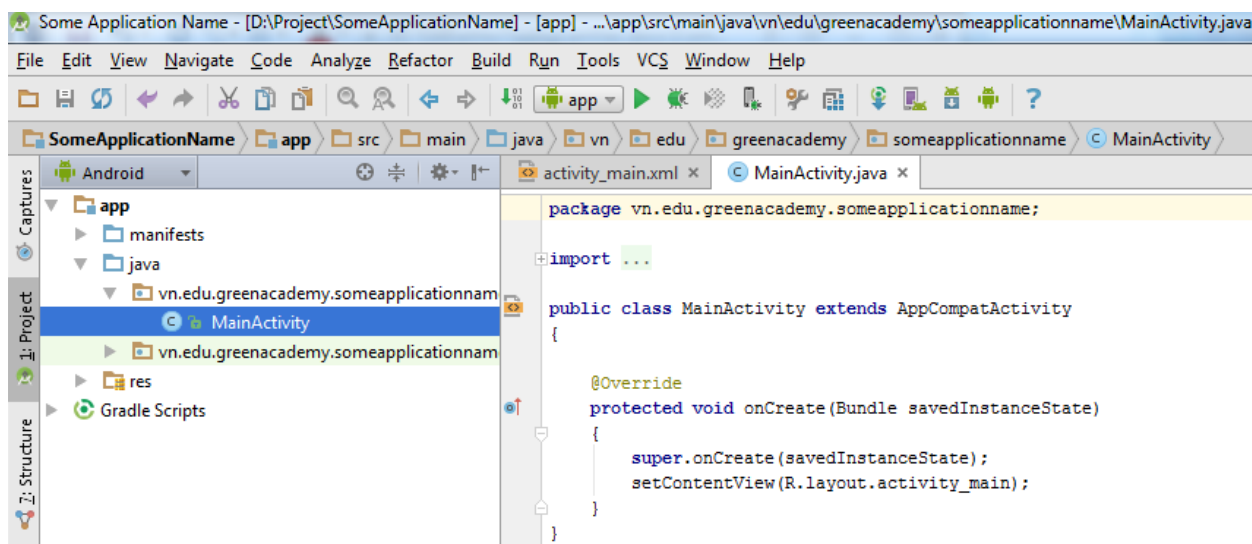 Some Application Name - [D:\Project\SomeApplicationName] - [app] - ...\app\src\main\java\vn\edu\greenacademy\someapplicationname\MainActivity.java
File Edit View Navigate Code Analyze Refactor Build Run Tools VCS Window Help
app
SomeApplicationName app src main java vn edu greenacademy someapplicationname MainActivity
Captures
1: Project
7: Structure
Android
app
manifests
java
vn.edu.greenacademy.someapplicationnam
MainActivity
vn.edu.greenacademy.someapplicationnam
res
Gradle Scripts
activity_main.xml MainActivity.java
package vn.edu.greenacademy.someapplicationname;
import ...
public class MainActivity extends AppCompatActivity
{
@Override
protected void onCreate(Bundle savedInstanceState)
{
super.onCreate(savedInstanceState);
setContentView(R.layout.activity_main);
}
}